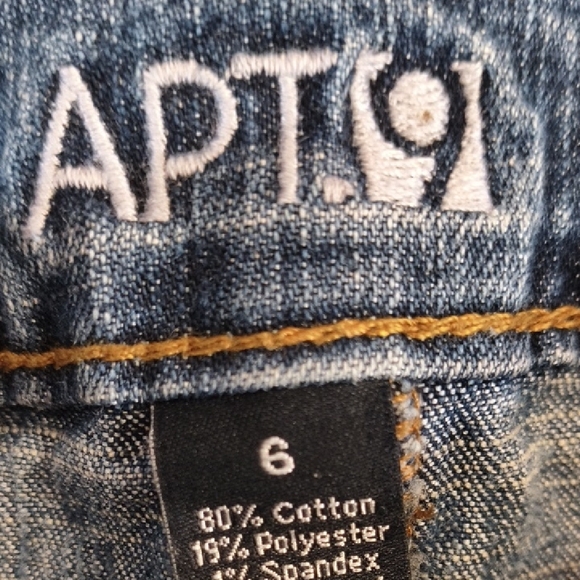 APT.9
6
80% Cotton
19% Polyester
1% Spandex